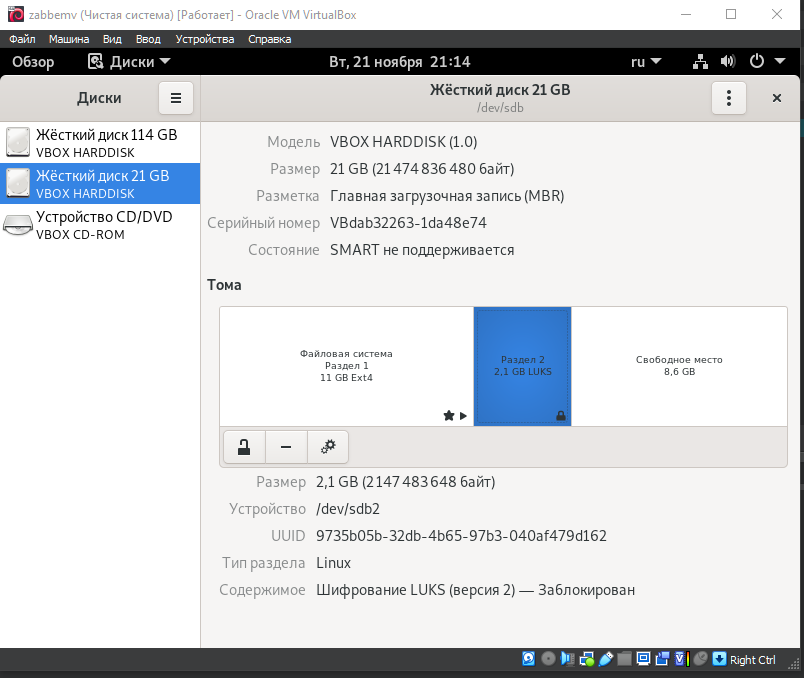 zabbemv (Чистая система) [Работает] - Oracle VM VirtualBox
Файл Машина Вид Ввод Устройства Справка
Обзор Диски Вт, 21 ноября 21:14 ru
Диски
Жёсткий диск 21 GB
/dev/sdb
Жёсткий диск 114 GB
VBOX HARDDISK
Жёсткий диск 21 GB
VBOX HARDDISK
Устройство CD/DVD
VBOX CD-ROM
Модель VBOX HARDDISK (1.0)
Размер 21 GB (21 474 836 480 байт)
Разметка Главная загрузочная запись (MBR)
Серийный номер VBdab32263-1da48e74
Состояние SMART не поддерживается
Тома
Файловая система
Раздел 1
11 GB Ext4
Раздел 2
2,1 GB LUKS
Свободное место
8,6 GB
Размер 2,1 GB (2 147 483 648 байт)
Устройство /dev/sdb2
UUID 9735b05b-32db-4b65-97b3-040af479d162
Тип раздела Linux
Содержимое Шифрование LUKS (версия 2) — Заблокирован
Right Ctrl